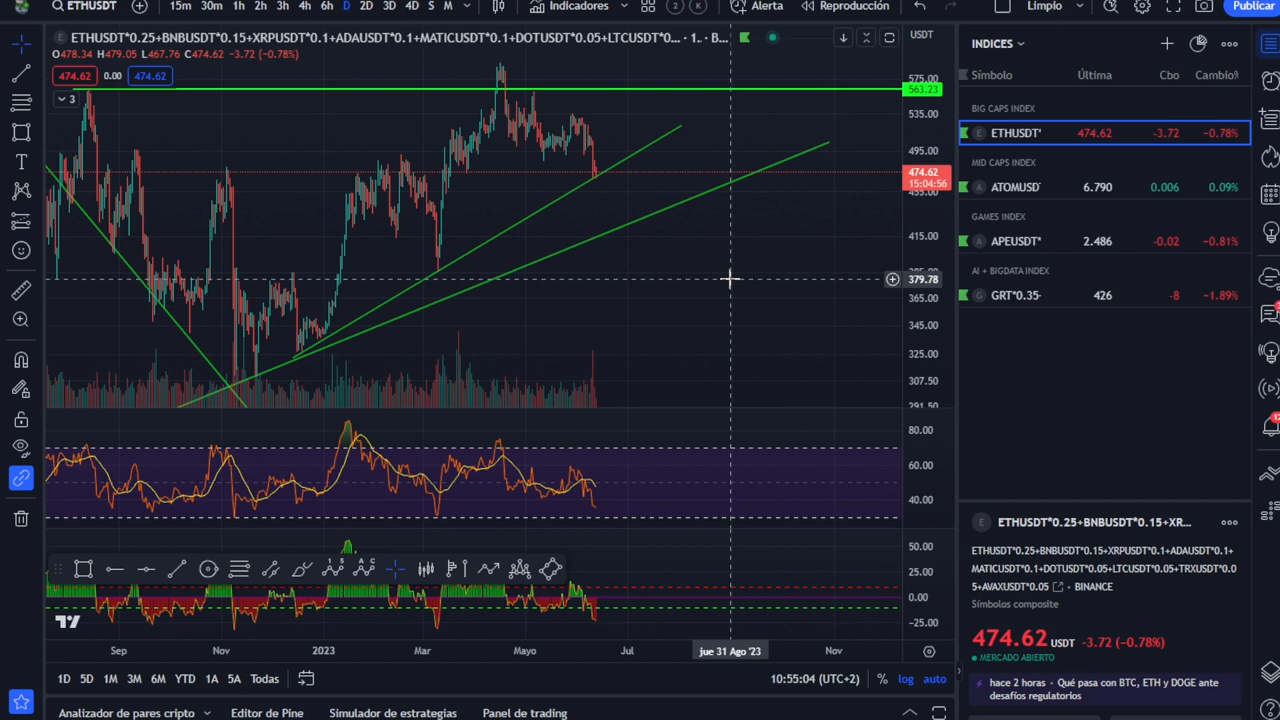 ETHUSDT 15m 30m 1h 2h 3h 4h 6h D 2D 3D 4D S M Indicadores Alerta Reproducción Limpio Publicar
ETHUSDT*0.25+BNBUSDT*0.15+XRPUSDT*0.1+ADAUSDT*0.1+MATICUSDT*0.1+DOTUSDT*0.05+LTCUSDT*0... · 1.. · B... USDT
O478.34 H479.05 L467.76 C474.62 -3.72 (-0.78%)
474.62 0.00 474.62
3
575.00
563.23
535.00
495.00
474.62
15:04:56
455.00
415.00
379.78
365.00
345.00
325.00
307.50
291.50
80.00
60.00
40.00
50.00
25.00
0.00
-25.00
Sep Nov 2023 Mar Mayo Jul jue 31 Ago '23 Nov
1D 5D 1M 3M 6M YTD 1A 5A Todas 10:55:04 (UTC+2) % log auto
Analizador de pares cripto Editor de Pine Simulador de estrategias Panel de trading
INDICES
Símbolo Última Cbo Cambio%
BIG CAPS INDEX
ETHUSDT* 474.62 -3.72 -0.78%
MID CAPS INDEX
ATOMUSD 6.790 0.006 0.09%
GAMES INDEX
APEUSDT* 2.486 -0.02 -0.81%
AI + BIGDATA INDEX
GRT*0.35- 426 -8 -1.89%
ETHUSDT*0.25+BNBUSDT*0.15+XR...
ETHUSDT*0.25+BNBUSDT*0.15+XRPUSDT*0.1+ADAUSDT*0.1+
MATICUSDT*0.1+DOTUSDT*0.05+LTCUSDT*0.05+TRXUSDT*0.0
5+AVAXUSDT*0.05 • BINANCE
Símbolos composite
474.62 USDT -3.72 (-0.78%)
MERCADO ABIERTO
hace 2 horas • Qué pasa con BTC, ETH y DOGE ante
desafíos regulatorios